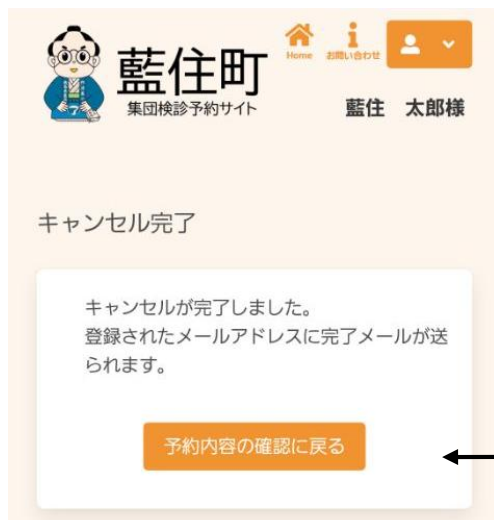 藍住町
集団検診予約サイト
Home
お問い合わせ
藍住　太郎様
キャンセル完了
キャンセルが完了しました。
登録されたメールアドレスに完了メールが送
られます。
予約内容の確認に戻る